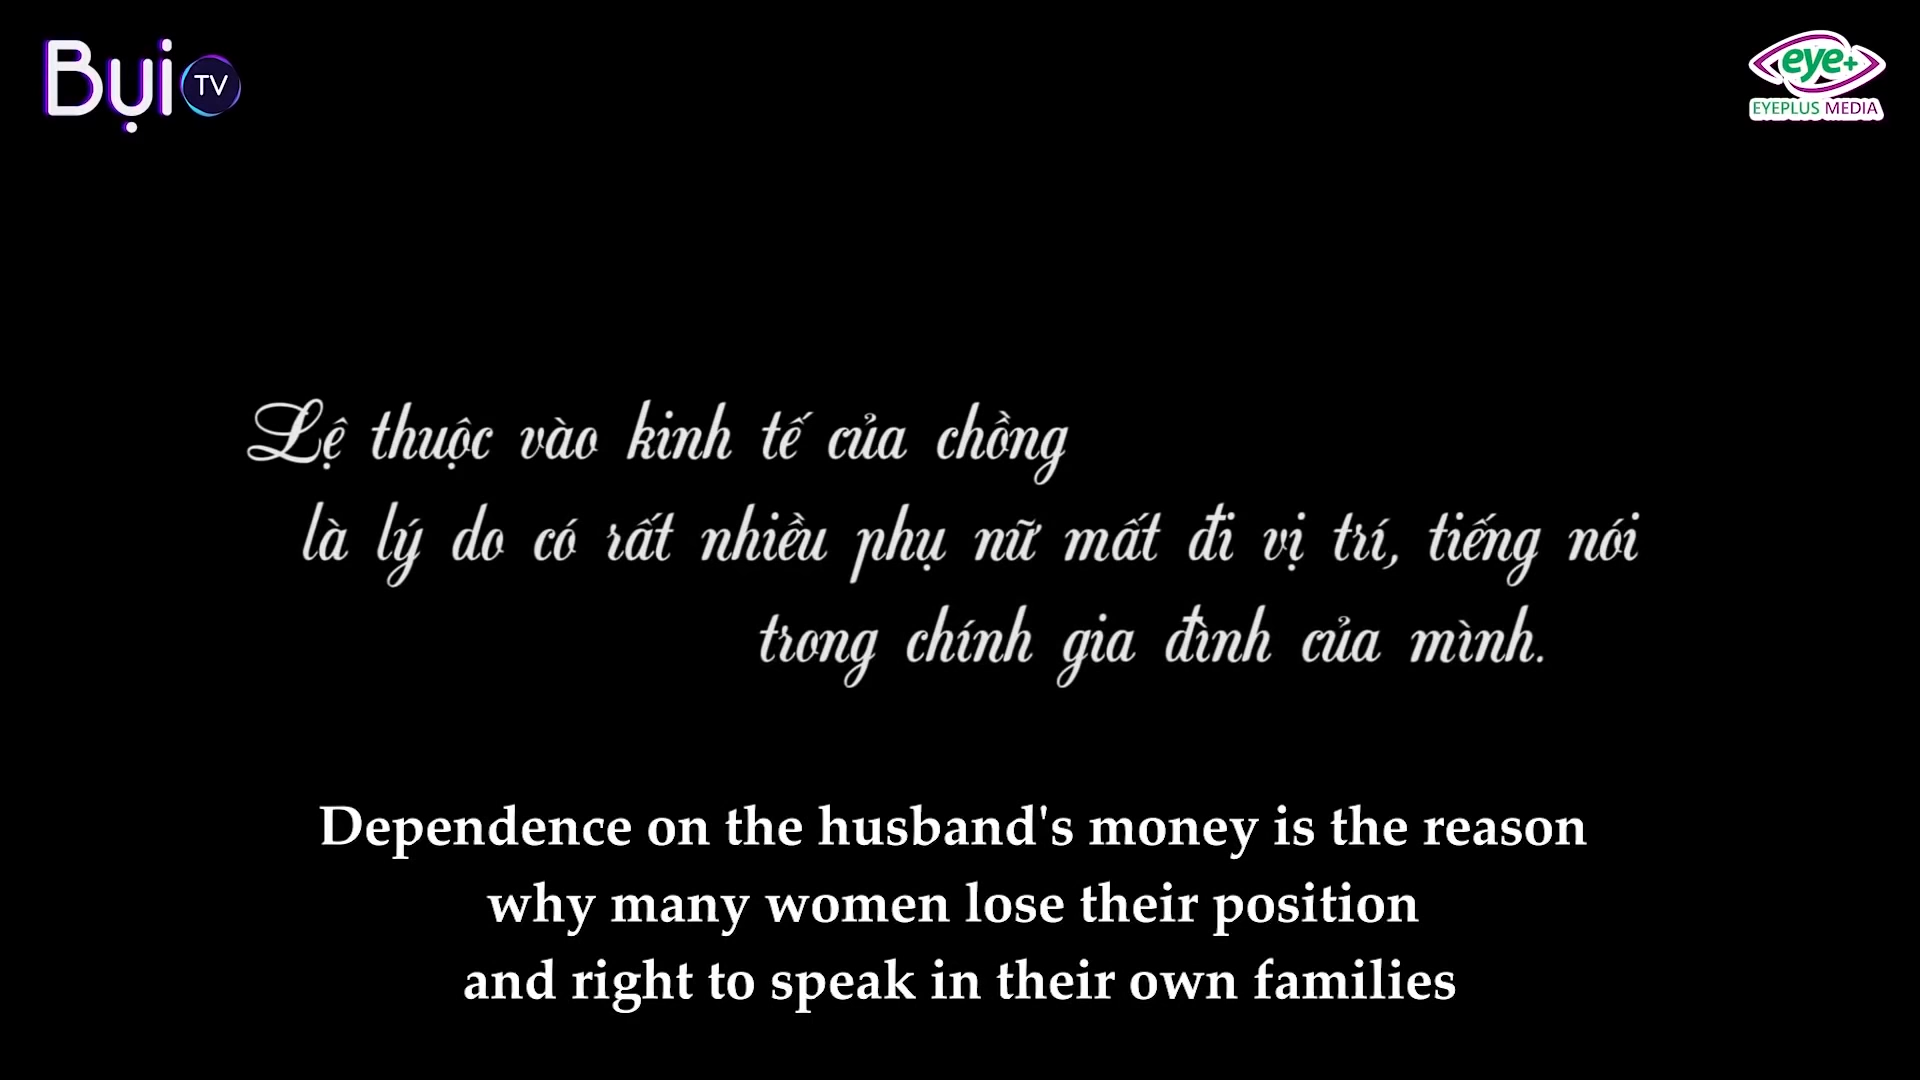 Bụi TV
eye+
EYEPLUS MEDIA
Lệ thuộc vào kinh tế của chồng
là lý do có rất nhiều phụ nữ mất đi vị trí, tiếng nói
trong chính gia đình của mình.
Dependence on the husband's money is the reason
why many women lose their position
and right to speak in their own families